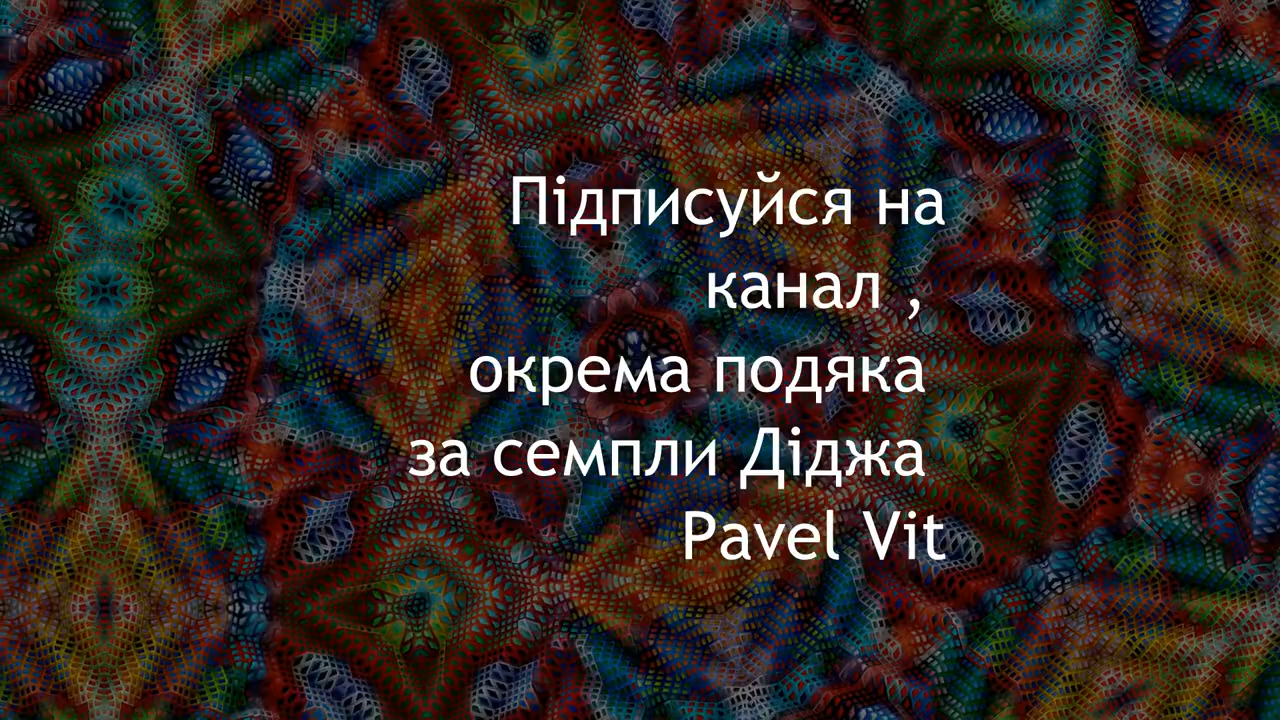 Підписуйся на
канал ,
окрема подяка
за семпли Діджа
Pavel Vit